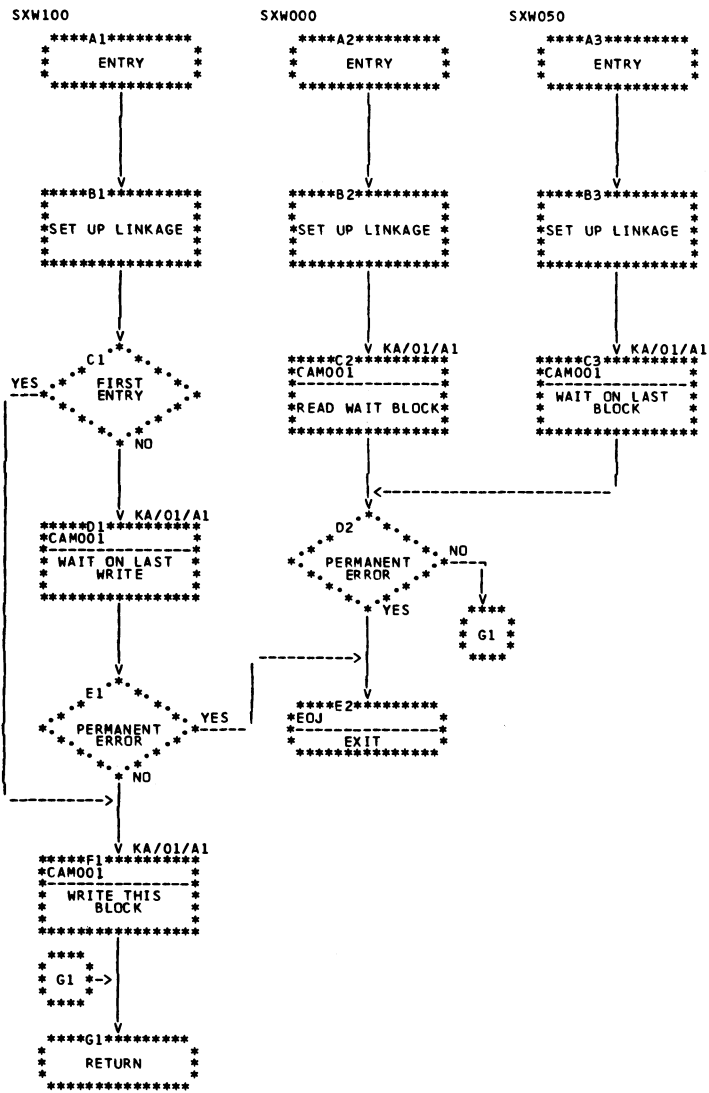 SXW100 SXW000 SXW050
A1 A2 A3
ENTRY ENTRY ENTRY
B1 B2 B3
SET UP LINKAGE SET UP LINKAGE SET UP LINKAGE
KA/01/A1 KA/01/A1
C1 C2 C3
CAM001 CAM001
YES FIRST WAIT ON LAST
ENTRY READ WAIT BLOCK BLOCK
NO
KA/01/A1
D1 D2
CAM001
NO
WAIT ON LAST PERMANENT
WRITE ERROR
YES
G1
E1 E2
YES EOJ
PERMANENT
ERROR EXIT
NO
KA/01/A1
F1
CAM001
WRITE THIS
BLOCK
G1
G1
RETURN